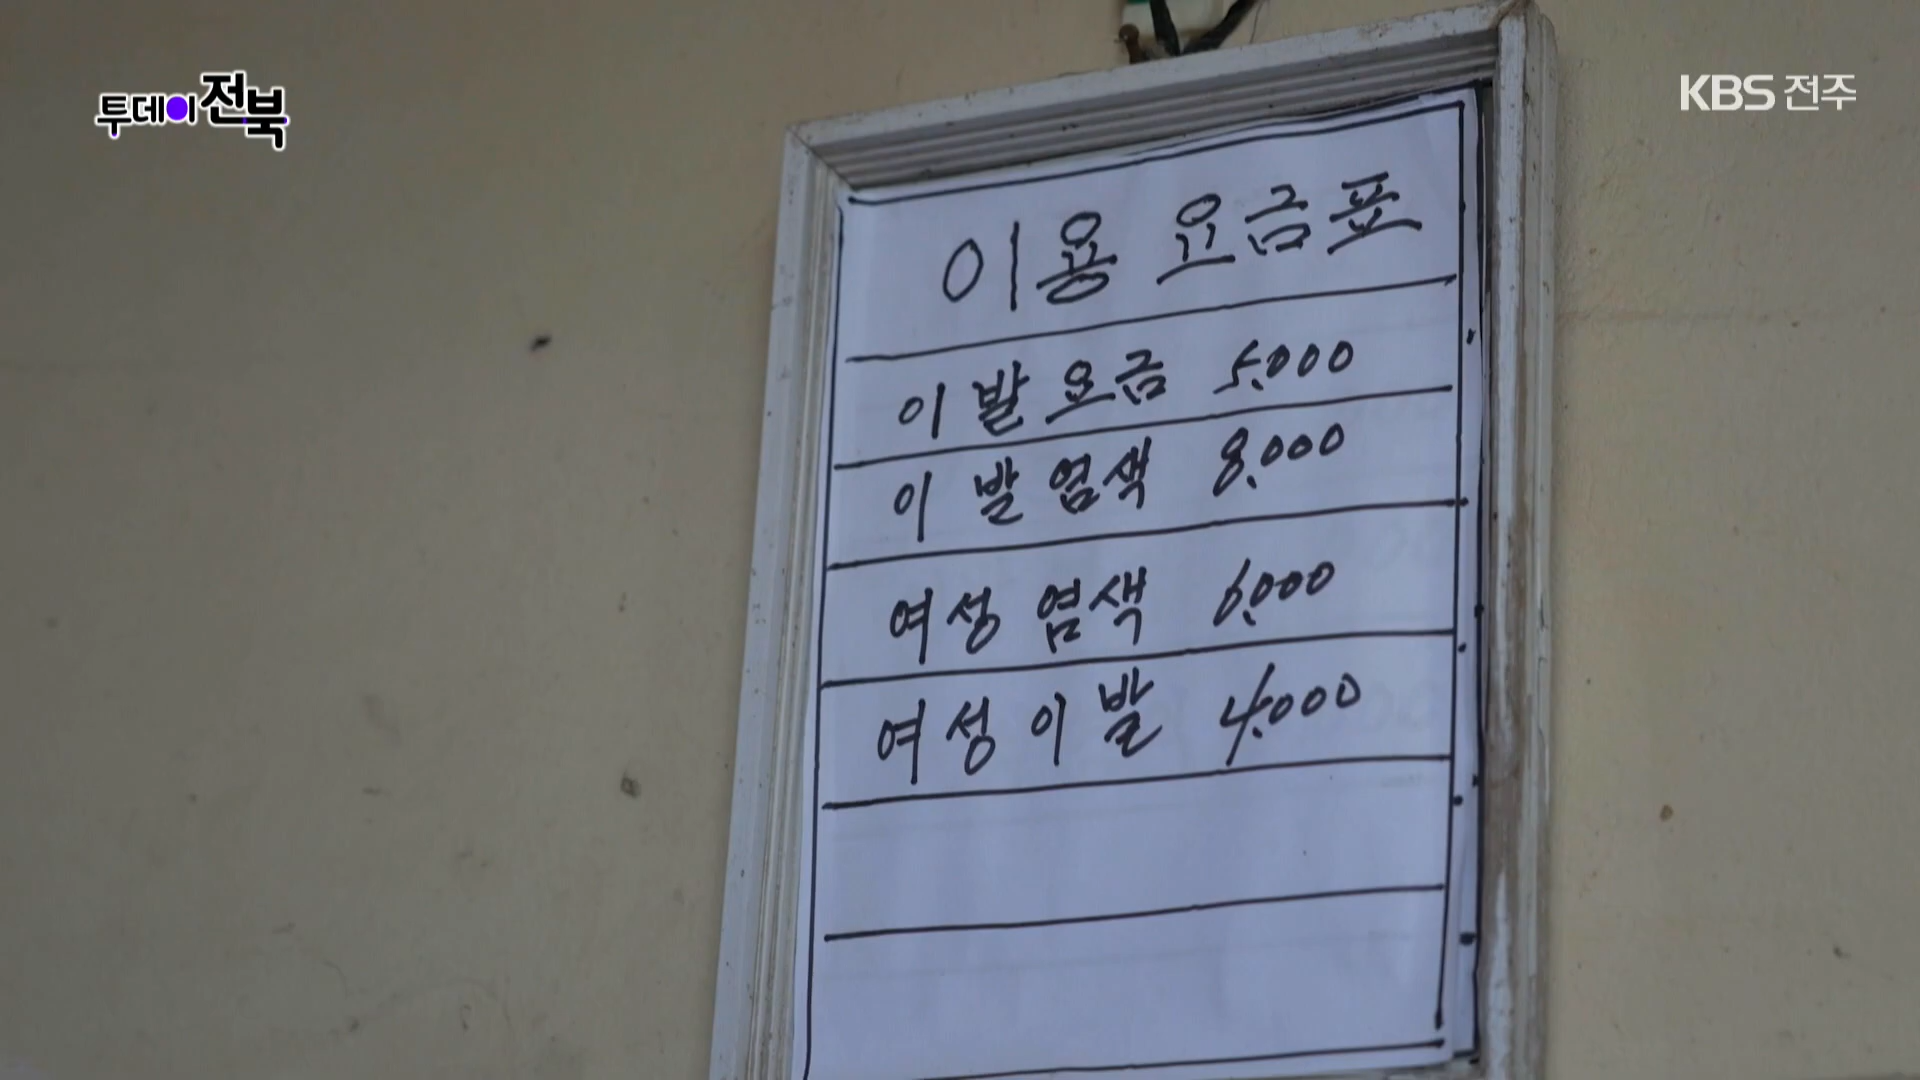 투데이 전북
KBS 전주
이용 요금표
이발요금 5.000
이발염색 8.000
여성 염색 6.000
여성이발 4.000